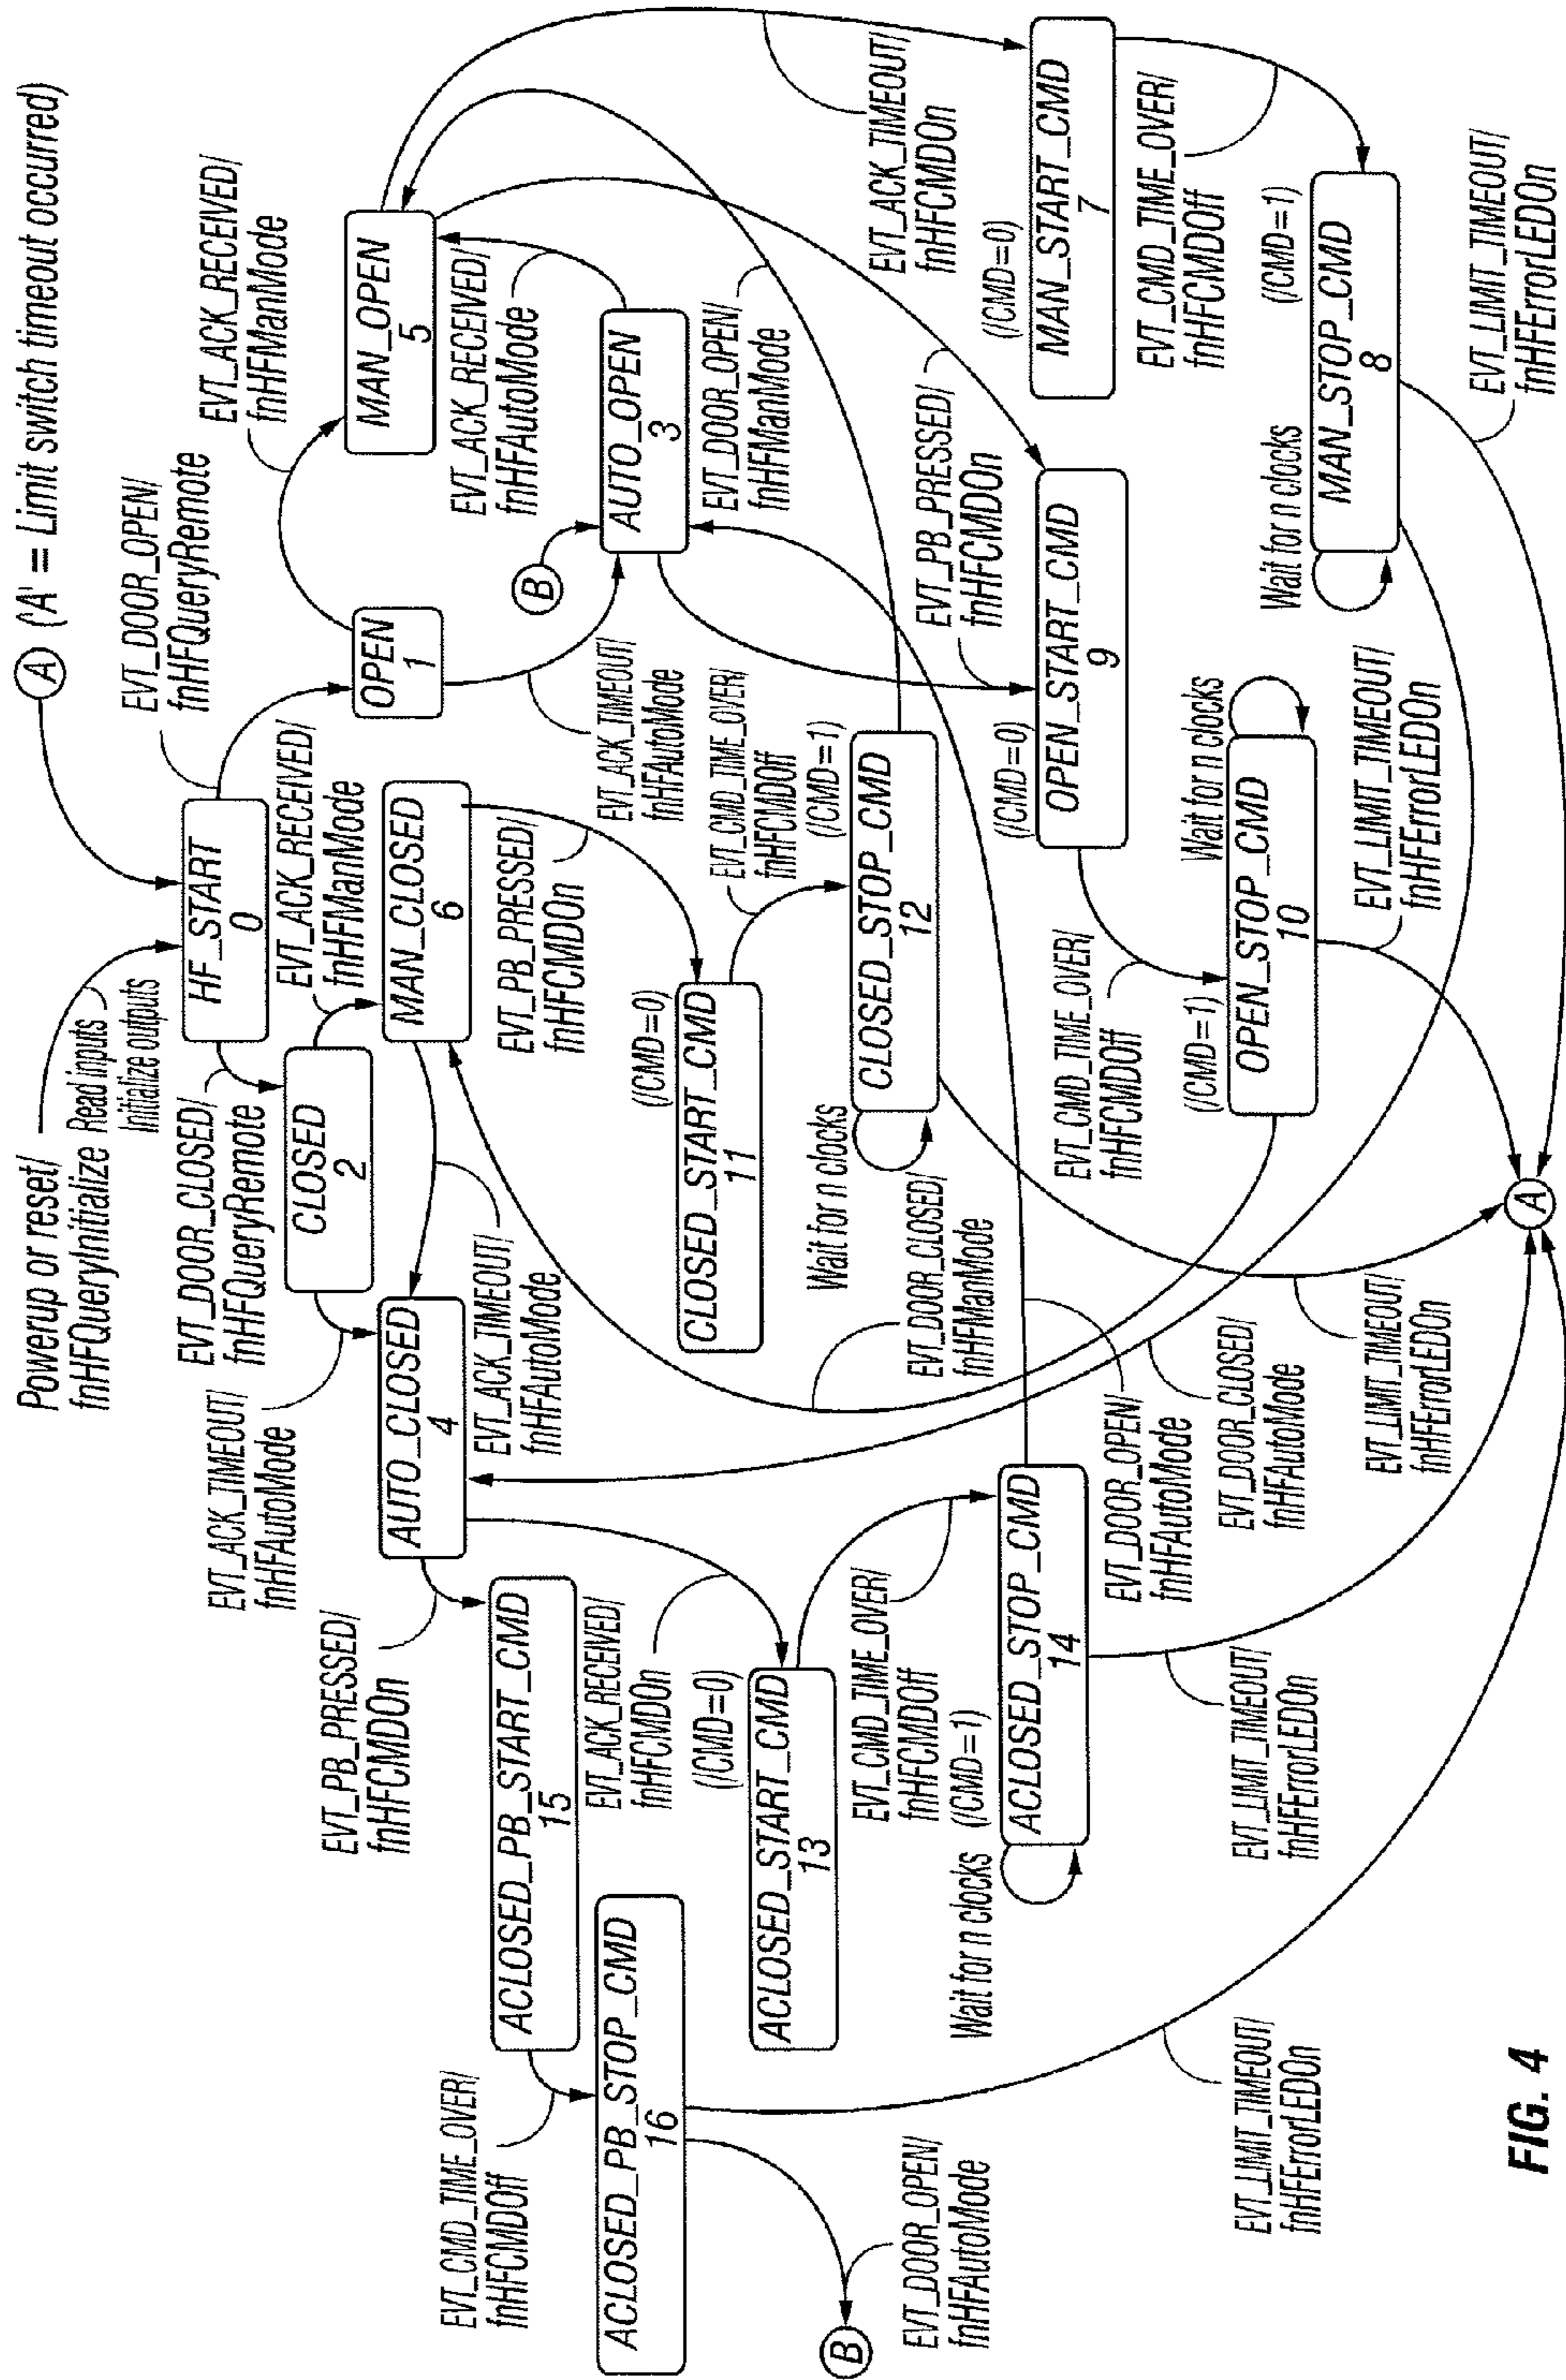 (A) ('A' = Limit switch timeout occurred)
Powerup or reset/
fnHFQueryInitialize
Read inputs
Initialize outputs
HF_START
0
EVT_DOOR_OPEN/
fnHFQueryRemote
EVT_DOOR_CLOSED/
fnHFQueryRemote
OPEN
1
CLOSED
2
EVT_ACK_RECEIVED/
fnHFManMode
EVT_ACK_RECEIVED/
fnHFManMode
MAN_OPEN
5
MAN_CLOSED
6
EVT_ACK_TIMEOUT/
fnHFAutoMode
AUTO_CLOSED
4
EVT_ACK_TIMEOUT/
fnHFAutoMode
EVT_ACK_RECEIVED/
fnHFAutoMode
B
AUTO_OPEN
3
EVT_ACK_TIMEOUT/
fnHFAutoMode
EVT_DOOR_OPEN/
fnHFManMode
EVT_PB_PRESSED/
fnHFCMDOn
EVT_PB_PRESSED/
fnHFCMDOn
ACLOSED_PB_START_CMD
15
EVT_CMD_TIME_OVER/
fnHFCMDOff
ACLOSED_PB_STOP_CMD
16
EVT_ACK_RECEIVED/
fnHFCMDOn
(/CMD=0)
ACLOSED_START_CMD
13
(/CMD=0)
CLOSED_START_CMD
11
EVT_CMD_TIME_OVER/
fnHFCMDOff
(/CMD=1)
CLOSED_STOP_CMD
12
Wait for n clocks
EVT_DOOR_CLOSED/
fnHFManMode
EVT_ACK_TIMEOUT/
fnHFCMDOn
(/CMD=0)
MAN_START_CMD
7
EVT_PB_PRESSED/
fnHFCMDOn
(/CMD=0)
OPEN_START_CMD
9
EVT_CMD_TIME_OVER/
fnHFCMDOff
EVT_CMD_TIME_OVER/
fnHFCMDOff
(/CMD=1)
OPEN_STOP_CMD
10
Wait for n clocks
EVT_LIMIT_TIMEOUT/
fnHFErrorLEDOn
(/CMD=1)
MAN_STOP_CMD
8
Wait for n clocks
EVT_LIMIT_TIMEOUT/
fnHFErrorLEDOn
EVT_CMD_TIME_OVER/
fnHFCMDOff
(/CMD=1)
Wait for n clocks
ACLOSED_STOP_CMD
14
EVT_DOOR_OPEN/
fnHFAutoMode
EVT_DOOR_CLOSED/
fnHFAutoMode
EVT_LIMIT_TIMEOUT/
fnHFErrorLEDOn
EVT_LIMIT_TIMEOUT/
fnHFErrorLEDOn
A
B
EVT_DOOR_OPEN/
fnHFAutoMode
EVT_LIMIT_TIMEOUT/
fnHFErrorLEDOn
FIG. 4